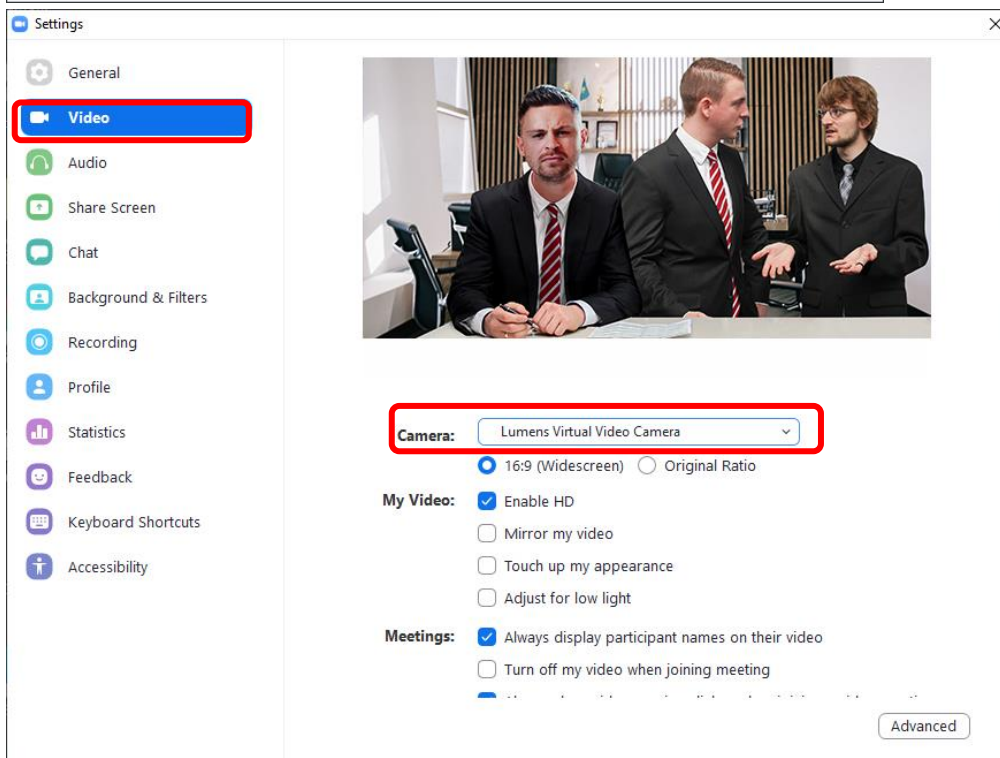 Settings
General
Video
Audio
Share Screen
Chat
Background & Filters
Recording
Profile
Statistics
Feedback
Keyboard Shortcuts
Accessibility
Camera: Lumens Virtual Video Camera
16:9 (Widescreen) Original Ratio
My Video: Enable HD
Mirror my video
Touch up my appearance
Adjust for low light
Meetings: Always display participant names on their video
Turn off my video when joining meeting
Advanced